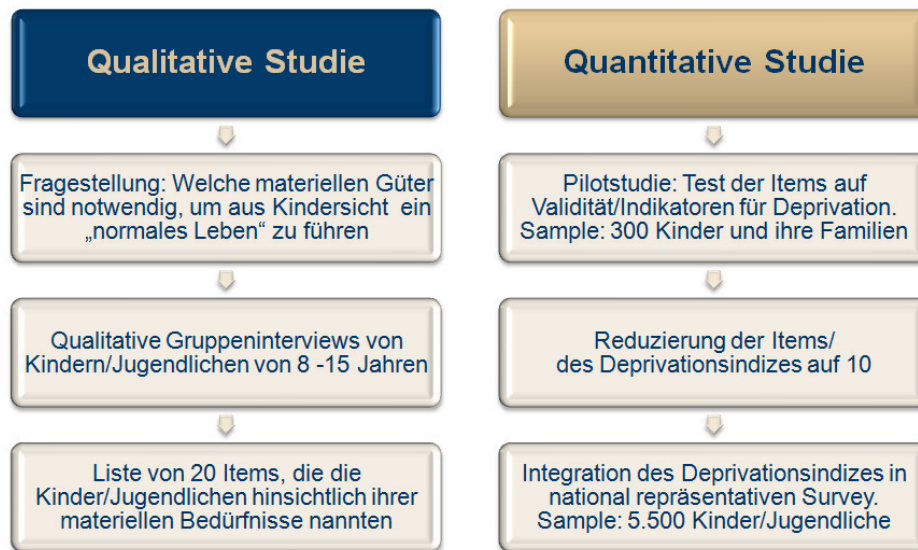 Qualitative Studie
Fragestellung: Welche materiellen Güter
sind notwendig, um aus Kindersicht ein
„normales Leben“ zu führen
Qualitative Gruppeninterviews von
Kindern/Jugendlichen von 8 -15 Jahren
Liste von 20 Items, die die
Kinder/Jugendlichen hinsichtlich ihrer
materiellen Bedürfnisse nannten
Quantitative Studie
Pilotstudie: Test der Items auf
Validität/Indikatoren für Deprivation.
Sample: 300 Kinder und ihre Familien
Reduzierung der Items/
des Deprivationsindizes auf 10
Integration des Deprivationsindizes in
national repräsentativen Survey.
Sample: 5.500 Kinder/Jugendliche